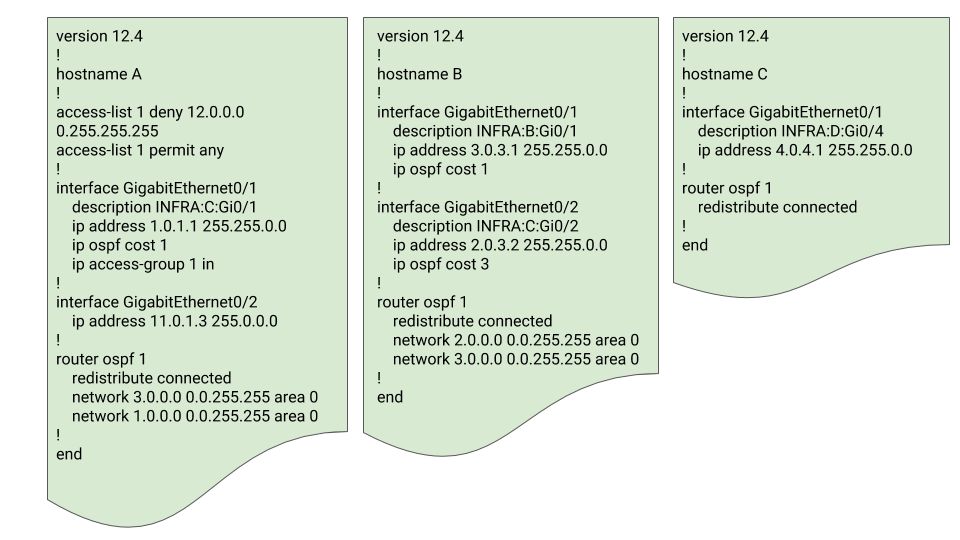 version 12.4
!
hostname A
!
access-list 1 deny 12.0.0.0
0.255.255.255
access-list 1 permit any
!
interface GigabitEthernet0/1
description INFRA:C:Gi0/1
ip address 1.0.1.1 255.255.0.0
ip ospf cost 1
ip access-group 1 in
!
interface GigabitEthernet0/2
ip address 11.0.1.3 255.0.0.0
!
router ospf 1
redistribute connected
network 3.0.0.0 0.0.255.255 area 0
network 1.0.0.0 0.0.255.255 area 0
!
end
version 12.4
!
hostname B
!
interface GigabitEthernet0/1
description INFRA:B:Gi0/1
ip address 3.0.3.1 255.255.0.0
ip ospf cost 1
!
interface GigabitEthernet0/2
description INFRA:C:Gi0/2
ip address 2.0.3.2 255.255.0.0
ip ospf cost 3
!
router ospf 1
redistribute connected
network 2.0.0.0 0.0.255.255 area 0
network 3.0.0.0 0.0.255.255 area 0
!
end
version 12.4
!
hostname C
!
interface GigabitEthernet0/1
description INFRA:D:Gi0/4
ip address 4.0.4.1 255.255.0.0
!
router ospf 1
redistribute connected
!
end